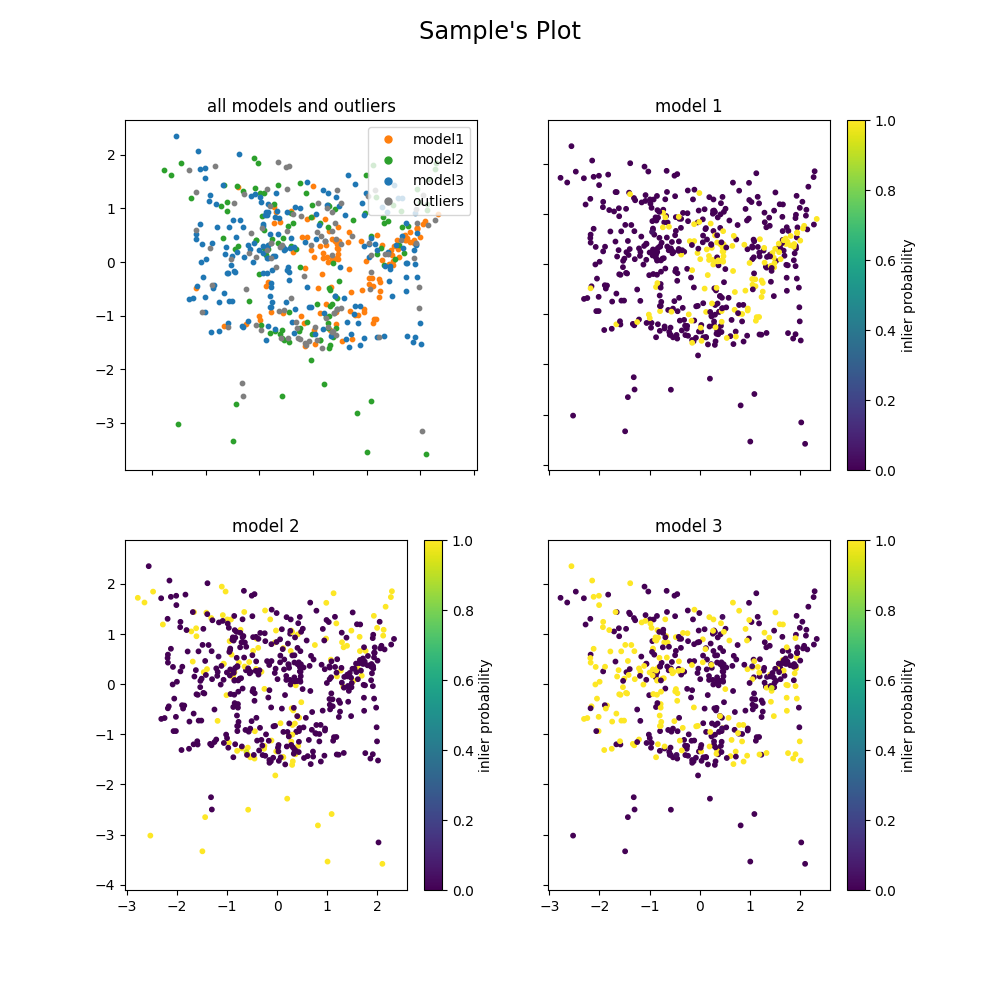 Sample's Plot
all models and outliers
model1
model2
model3
outliers
2
1
0
−1
−2
−3
model 1
1.0
0.8
0.6
0.4
0.2
0.0
inlier probability
model 2
2
1
0
−1
−2
−3
−4
−3 −2 −1 0 1 2
1.0
0.8
0.6
0.4
0.2
0.0
inlier probability
model 3
−3 −2 −1 0 1 2
1.0
0.8
0.6
0.4
0.2
0.0
inlier probability